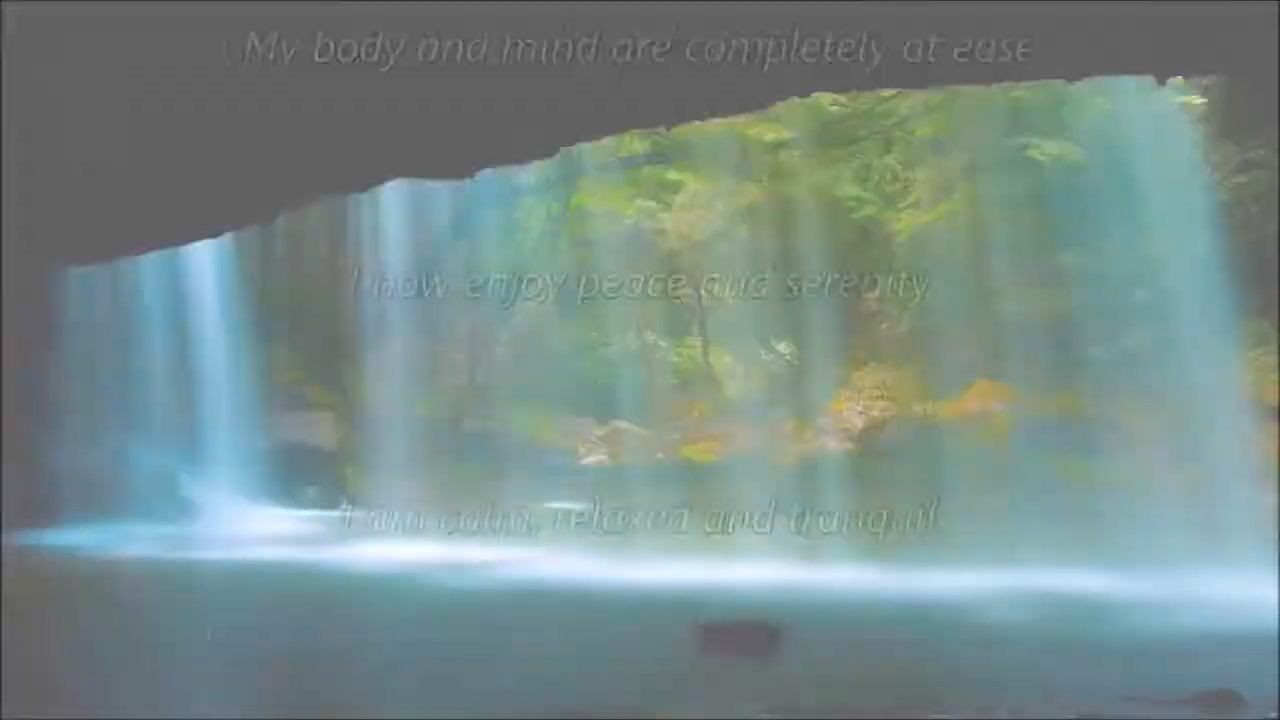 My body and mind are completely at ease
I now enjoy peace and serenity
I am calm, relaxed and tranquil